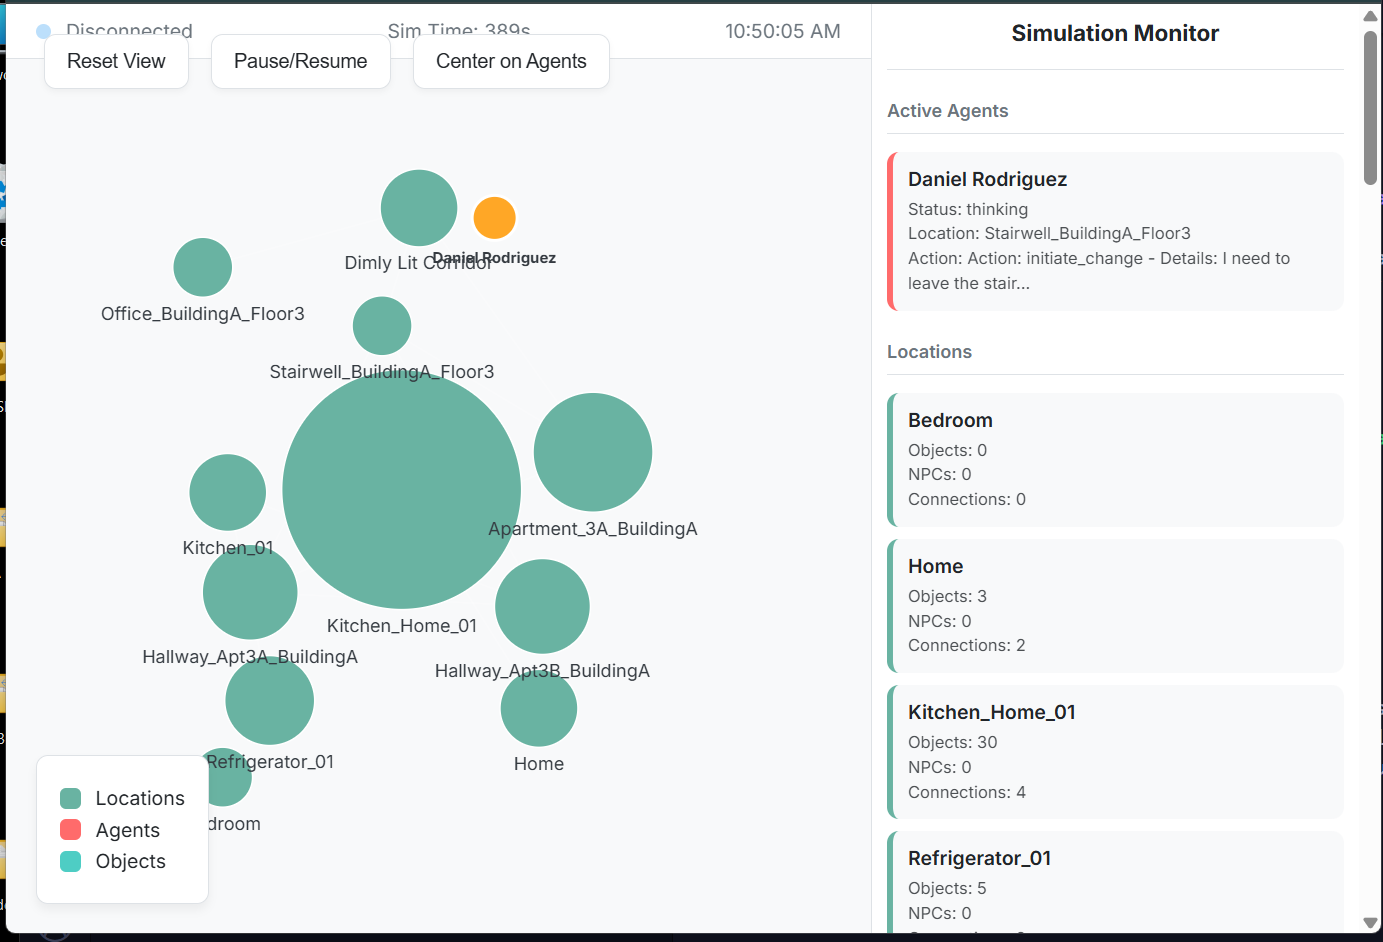 Disconnected
Sim Time: 389s
10:50:05 AM
Reset View
Pause/Resume
Center on Agents
Dimly Lit Corridor
Daniel Rodriguez
Office_BuildingA_Floor3
Stairwell_BuildingA_Floor3
Apartment_3A_BuildingA
Kitchen_01
Kitchen_Home_01
Hallway_Apt3A_BuildingA
Hallway_Apt3B_BuildingA
Refrigerator_01
Home
droom
Locations
Agents
Objects
Simulation Monitor
Active Agents
Daniel Rodriguez
Status: thinking
Location: Stairwell_BuildingA_Floor3
Action: Action: initiate_change - Details: I need to
leave the stair...
Locations
Bedroom
Objects: 0
NPCs: 0
Connections: 0
Home
Objects: 3
NPCs: 0
Connections: 2
Kitchen_Home_01
Objects: 30
NPCs: 0
Connections: 4
Refrigerator_01
Objects: 5
NPCs: 0